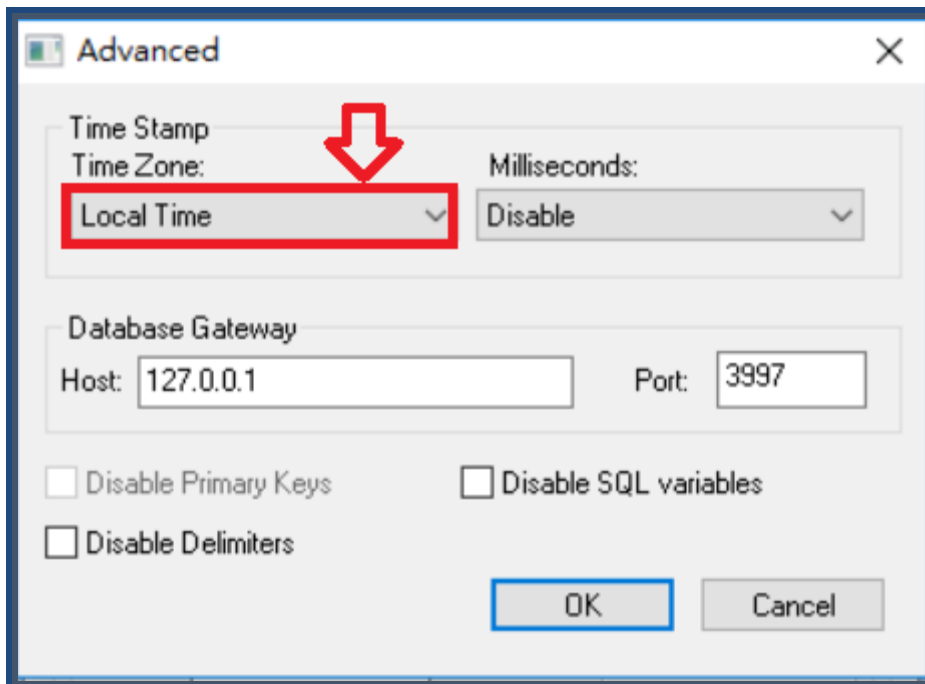 Advanced
Time Stamp
Time Zone: Milliseconds:
Local Time Disable
Database Gateway
Host: 127.0.0.1 Port: 3997
Disable Primary Keys Disable SQL variables
Disable Delimiters
OK Cancel